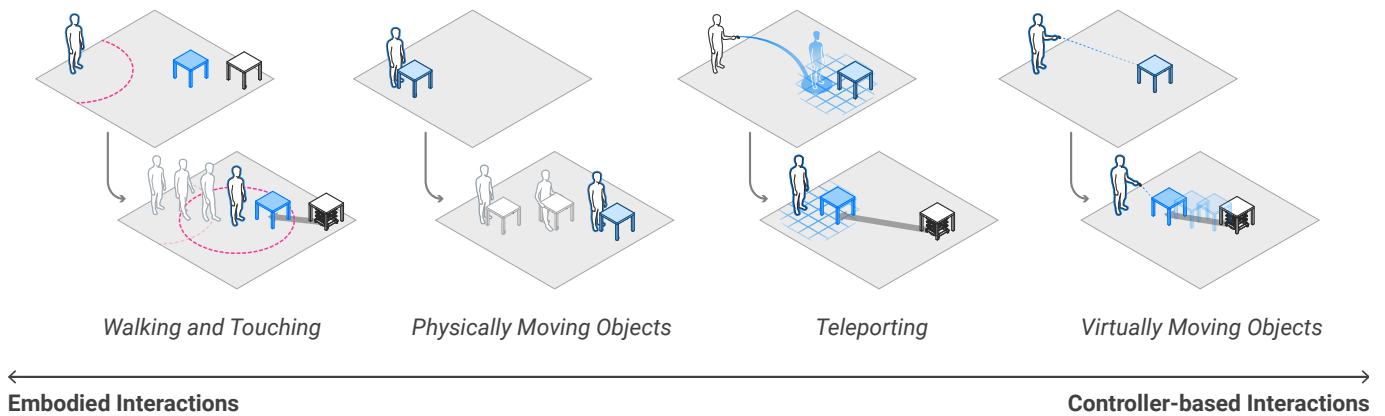 Walking and Touching
Physically Moving Objects
Teleporting
Virtually Moving Objects
Embodied Interactions
Controller-based Interactions